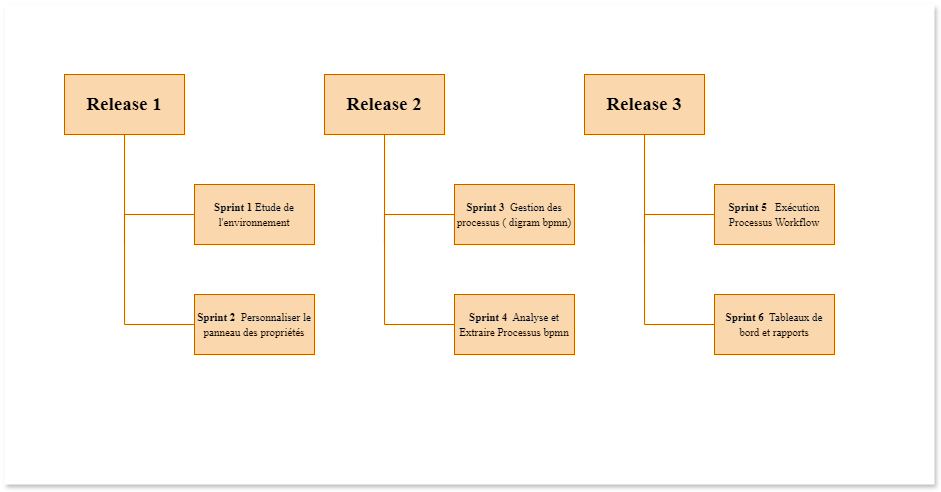 Release 1
Release 2
Release 3
Sprint 1 Etude de
l'environnement
Sprint 3 Gestion des
processus ( digram bpmn)
Sprint 5 Exécution
Processus Workflow
Sprint 2 Personnaliser le
panneau des propriétés
Sprint 4 Analyse et
Extraire Processus bpmn
Sprint 6 Tableaux de
bord et rapports